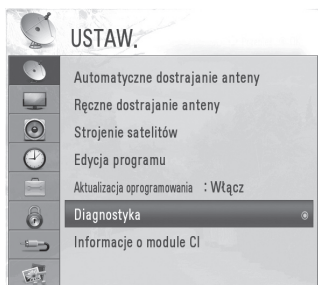 USTAW.
Automatyczne dostrajanie anteny
Ręczne dostrajanie anteny
Strojenie satelitów
Edycja programu
Aktualizacja oprogramowania : Włącz
Diagnostyka
Informacje o module CI